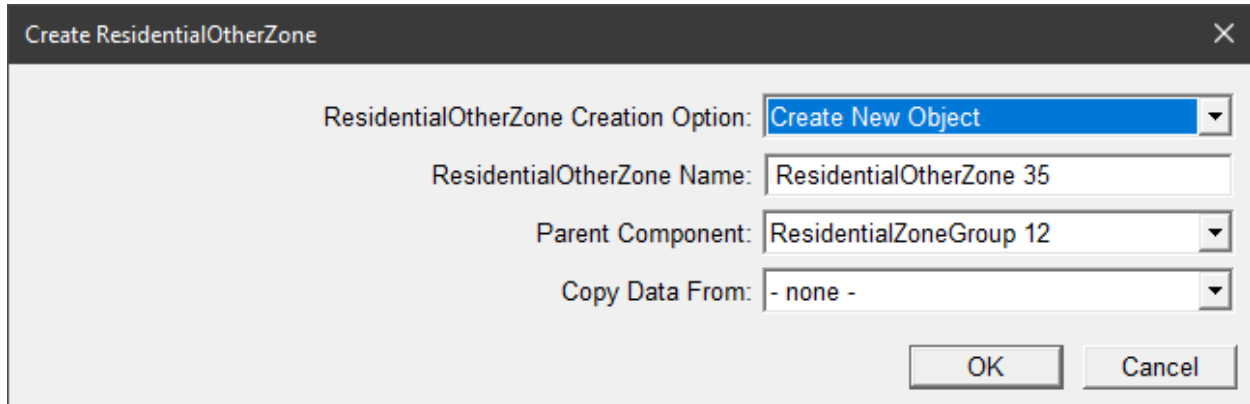 Create ResidentialOtherZone
ResidentialOtherZone Creation Option: Create New Object
ResidentialOtherZone Name: ResidentialOtherZone 35
Parent Component: ResidentialZoneGroup 12
Copy Data From: - none -
OK Cancel